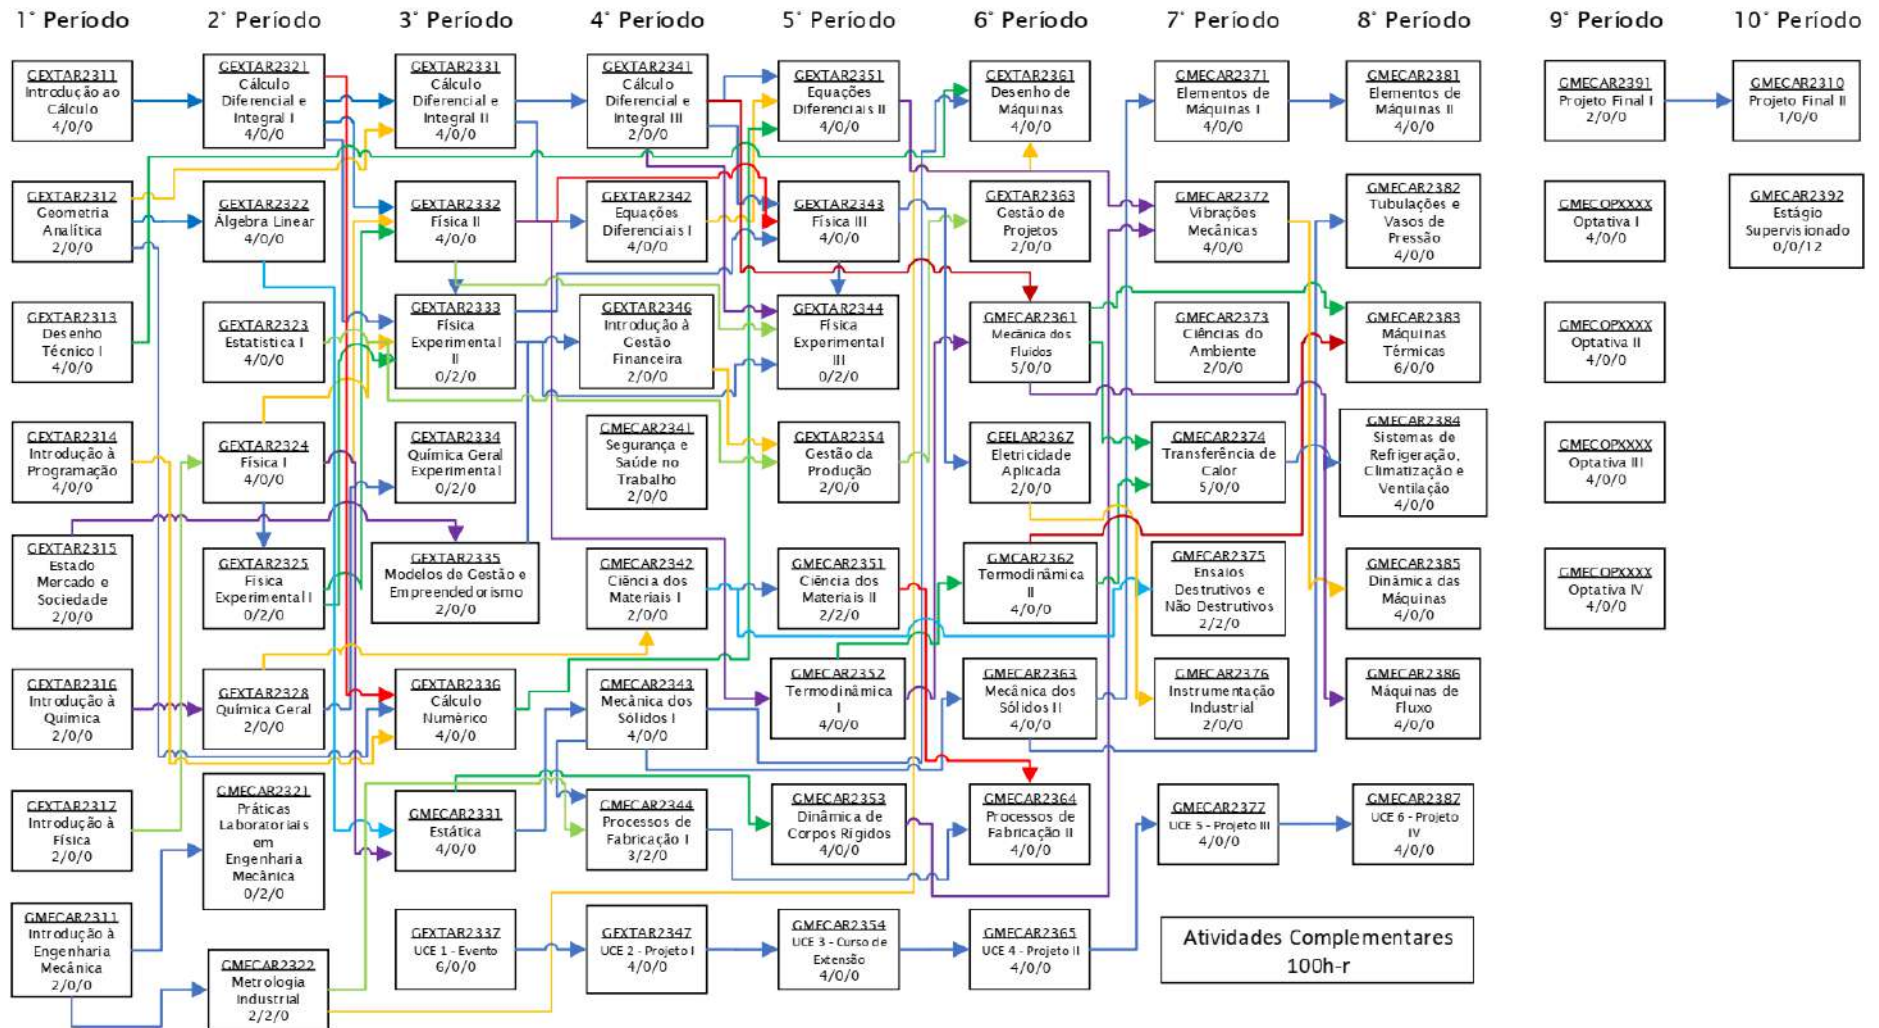 1° Período
2° Período
3° Período
4° Período
5° Período
6° Período
7° Período
8° Período
9° Período
10° Período
GEXTAR2311
Introdução ao
Cálculo
4/0/0
GEXTAR2312
Geometria
Analítica
2/0/0
GEXTAR2313
Desenho
Técnico I
4/0/0
GEXTAR2314
Introdução à
Programação
4/0/0
GEXTAR2315
Estado
Mercado e
Sociedade
2/0/0
GEXTAR2316
Introdução à
Química
2/0/0
GEXTAR2317
Introdução à
Física
2/0/0
GMECAR2311
Introdução à
Engenharia
Mecânica
2/0/0
GEXTAR2321
Cálculo
Diferencial e
Integral I
4/0/0
GEXTAR2322
Álgebra Linear
4/0/0
GEXTAR2323
Estatística I
4/0/0
GEXTAR2324
Física I
4/0/0
GEXTAR2325
Física
Experimental I
0/2/0
GEXTAR2328
Química Geral
2/0/0
GMECAR2321
Práticas
Laboratoriais
em
Engenharia
Mecânica
0/2/0
GMECAR2322
Metrologia
Industrial
2/2/0
GEXTAR2331
Cálculo
Diferencial e
Integral II
4/0/0
GEXTAR2332
Física II
4/0/0
GEXTAR2333
Física
Experimental
II
0/2/0
GEXTAR2334
Química Geral
Experimental
0/2/0
GEXTAR2335
Modelos de Gestão e
Empreendedorismo
2/0/0
GEXTAR2336
Cálculo
Numérico
4/0/0
GMECAR2331
Estática
4/0/0
GEXTAR2337
UCE 1 - Evento
6/0/0
GEXTAR2341
Cálculo
Diferencial e
Integral III
2/0/0
GEXTAR2342
Equações
Diferenciais I
4/0/0
GEXTAR2346
Introdução à
Gestão
Financeira
2/0/0
GMECAR2341
Segurança e
Saúde no
Trabalho
2/0/0
GMECAR2342
Ciência dos
Materiais I
2/0/0
GMECAR2343
Mecânica dos
Sólidos I
4/0/0
GMECAR2344
Processos de
Fabricação I
3/2/0
GEXTAR2347
UCE 2 - Projeto I
4/0/0
GEXTAR2351
Equações
Diferenciais II
4/0/0
GEXTAR2343
Física III
4/0/0
GEXTAR2344
Física
Experimental
III
0/2/0
GEXTAR2354
Gestão da
Produção
2/0/0
GMECAR2351
Ciência dos
Materiais II
2/2/0
GMECAR2352
Termodinâmica
I
4/0/0
GMECAR2353
Dinâmica de
Corpos Rígidos
4/0/0
GMECAR2354
UCE 3 - Curso de
Extensão
4/0/0
GEXTAR2361
Desenho de
Máquinas
4/0/0
GEXTAR2363
Gestão de
Projetos
2/0/0
GMECAR2361
Mecânica dos
Fluidos
5/0/0
GEELAR2367
Eletricidade
Aplicada
2/0/0
GMCAR2362
Termodinâmica
II
4/0/0
GMECAR2363
Mecânica dos
Sólidos II
4/0/0
GMECAR2364
Processos de
Fabricação II
4/0/0
GMECAR2365
UCE 4 - Projeto II
4/0/0
GMECAR2371
Elementos de
Máquinas I
4/0/0
GMECAR2372
Vibrações
Mecânicas
4/0/0
GMECAR2373
Ciências do
Ambiente
2/0/0
GMECAR2374
Transferência de
Calor
5/0/0
GMECAR2375
Ensaios
Destrutivos e
Não Destrutivos
2/2/0
GMECAR2376
Instrumentação
Industrial
2/0/0
GMECAR2377
UCE 5 - Projeto III
4/0/0
GMECAR2381
Elementos de
Máquinas II
4/0/0
GMECAR2382
Tubulações e
Vasos de
Pressão
4/0/0
GMECAR2383
Máquinas
Térmicas
6/0/0
GMECAR2384
Sistemas de
Refrigeração,
Climatização e
Ventilação
4/0/0
GMECAR2385
Dinâmica das
Máquinas
4/0/0
GMECAR2386
Máquinas de
Fluxo
4/0/0
GMECAR2387
UCE 6 - Projeto
IV
4/0/0
GMECAR2391
Projeto Final I
2/0/0
GMECOPXXXX
Optativa I
4/0/0
GMECOPXXXX
Optativa II
4/0/0
GMECOPXXXX
Optativa III
4/0/0
GMECOPXXXX
Optativa IV
4/0/0
GMECAR2310
Projeto Final II
1/0/0
GMECAR2392
Estágio
Supervisionado
0/0/12
Atividades Complementares
100h-r